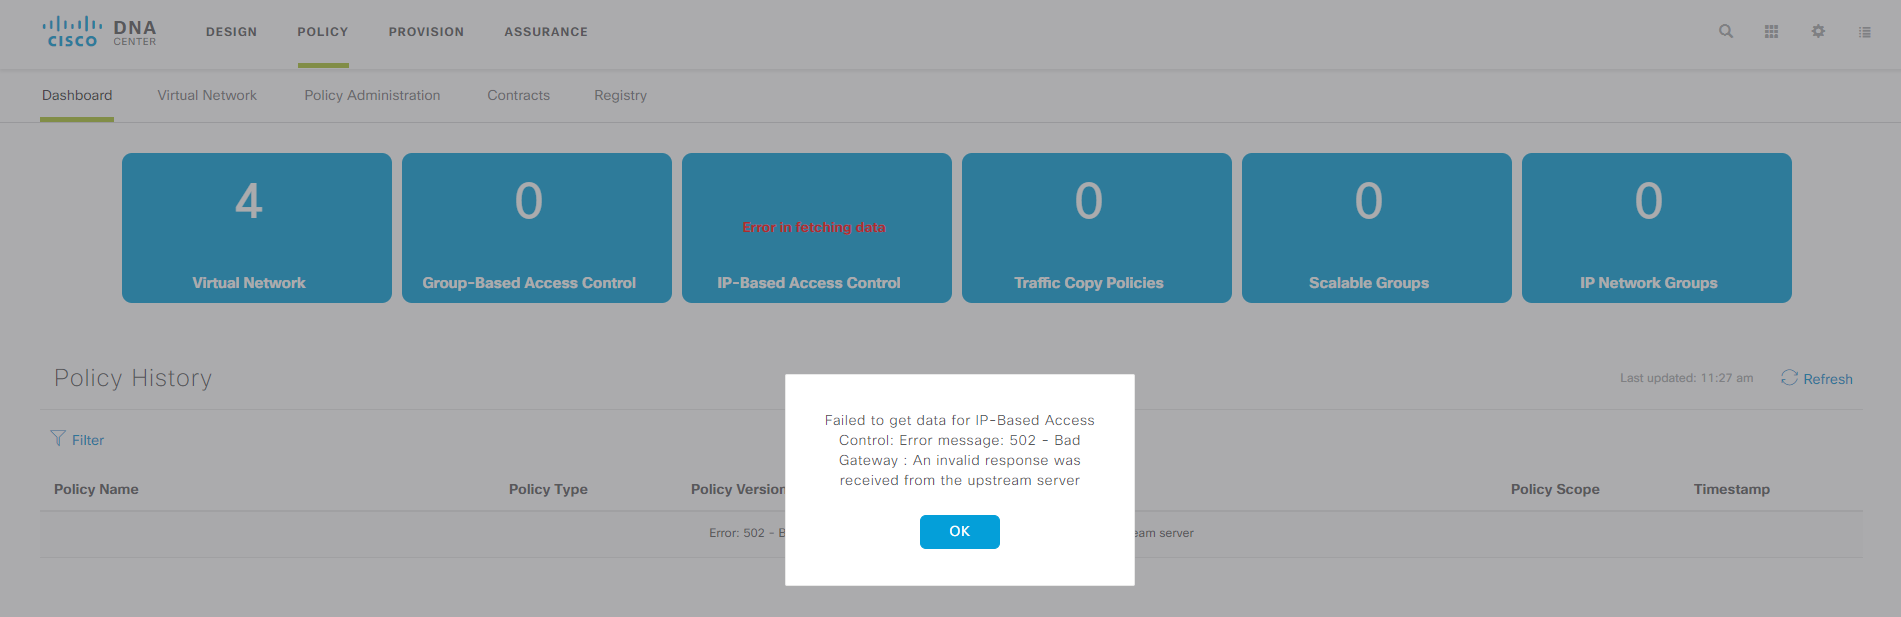 CISCO DNA CENTER DESIGN POLICY PROVISION ASSURANCE
Dashboard Virtual Network Policy Administration Contracts Registry
4 0 Error in fetching data 0 0 0
Virtual Network Group-Based Access Control IP-Based Access Control Traffic Copy Policies Scalable Groups IP Network Groups
Policy History Last updated: 11:27 am Refresh
Failed to get data for IP-Based Access
Control: Error message: 502 - Bad
Gateway : An invalid response was
received from the upstream server
OK
Filter
Policy Name Policy Type Policy Version Policy Scope Timestamp
Error: 502 - B eam server